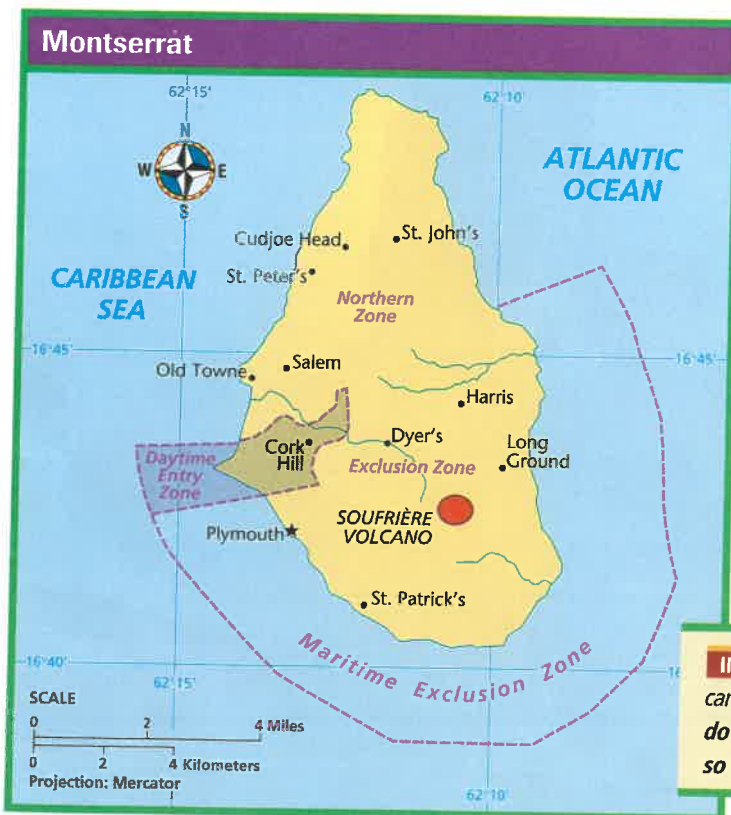 Montserrat
62°15'
62°10'
N
W E
S
ATLANTIC
OCEAN
Cudjoe Head
St. John's
St. Peter's
CARIBBEAN
SEA
Northern
Zone
16°45'
16°45'
Old Towne
Salem
Harris
Cork
Hill
Dyer's
Long
Ground
Daytime
Entry
Zone
Exclusion Zone
SOUFRIÈRE
VOLCANO
Plymouth
St. Patrick's
Maritime Exclusion Zone
16°40'
62°15'
SCALE
0 2 4 Miles
0 2 4 Kilometers
Projection: Mercator
62°10'
do
so